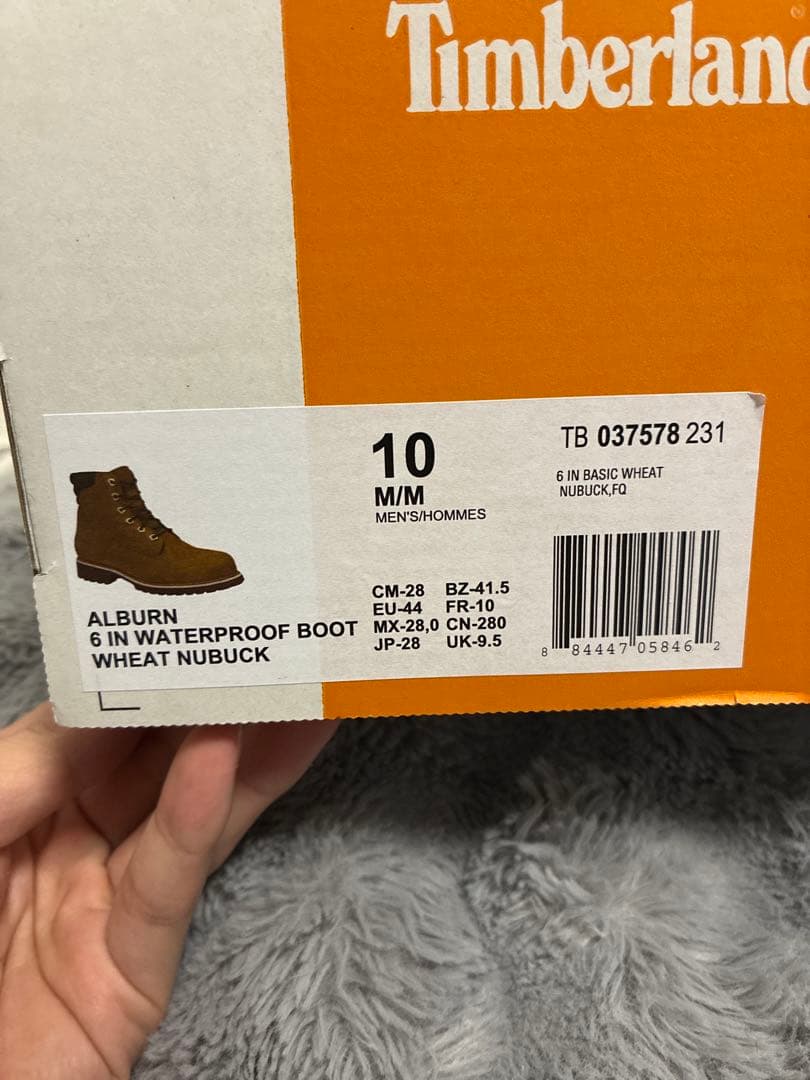 Timberland
10
M/M
MEN'S/HOMMES
TB 037578 231
6 IN BASIC WHEAT
NUBUCK,FQ
CM-28 BZ-41.5
EU-44 FR-10
MX-28,0 CN-280
JP-28 UK-9.5
ALBURN
6 IN WATERPROOF BOOT
WHEAT NUBUCK
8 84447 05846 2